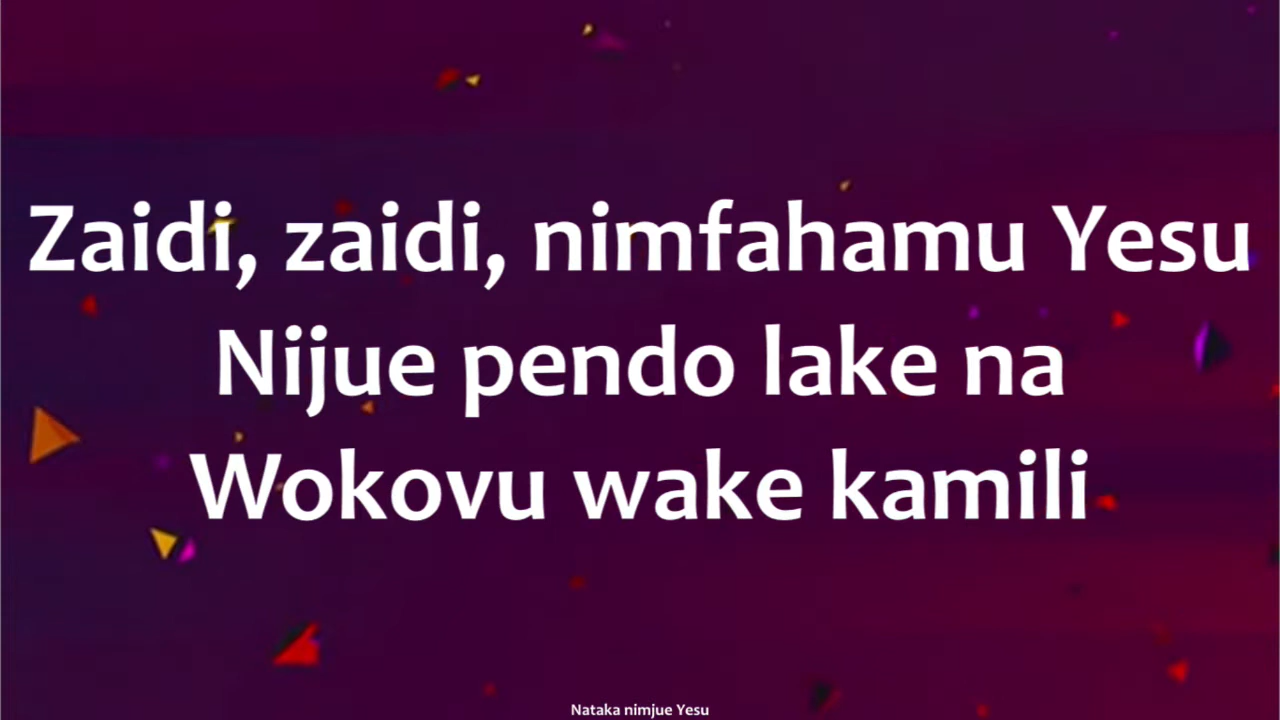 Zaidi, zaidi, nimfahamu Yesu
Nijue pendo lake na
Wokovu wake kamili
Nataka nimjue Yesu